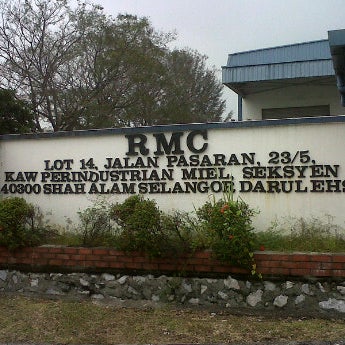 RMC
LOT 14, JALAN PASARAN, 23/5,
KAW PERINDUSTRIAN MIEL, SEKSYEN
40300 SHAH ALAM SELANGOR DARUL EHS